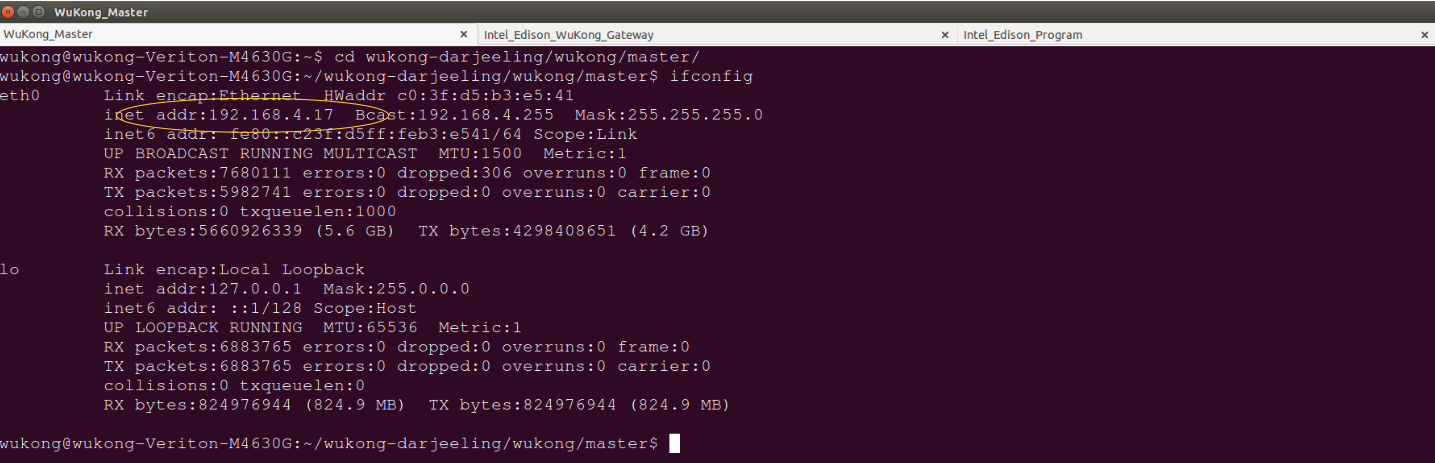 WuKong_Master
WuKong_Master × Intel_Edison_WuKong_Gateway × Intel_Edison_Program ×
wukong@wukong-Veriton-M4630G:~$ cd wukong-darjeeling/wukong/master/
wukong@wukong-Veriton-M4630G:~/wukong-darjeeling/wukong/master$ ifconfig
eth0 Link encap:Ethernet HWaddr c0:3f:d5:b3:e5:41
inet addr:192.168.4.17 Bcast:192.168.4.255 Mask:255.255.255.0
inet6 addr: fe80::c23f:d5ff:feb3:e541/64 Scope:Link
UP BROADCAST RUNNING MULTICAST MTU:1500 Metric:1
RX packets:7680111 errors:0 dropped:306 overruns:0 frame:0
TX packets:5982741 errors:0 dropped:0 overruns:0 carrier:0
collisions:0 txqueuelen:1000
RX bytes:5660926339 (5.6 GB) TX bytes:4298408651 (4.2 GB)
lo Link encap:Local Loopback
inet addr:127.0.0.1 Mask:255.0.0.0
inet6 addr: ::1/128 Scope:Host
UP LOOPBACK RUNNING MTU:65536 Metric:1
RX packets:6883765 errors:0 dropped:0 overruns:0 frame:0
TX packets:6883765 errors:0 dropped:0 overruns:0 carrier:0
collisions:0 txqueuelen:0
RX bytes:824976944 (824.9 MB) TX bytes:824976944 (824.9 MB)
wukong@wukong-Veriton-M4630G:~/wukong-darjeeling/wukong/master$